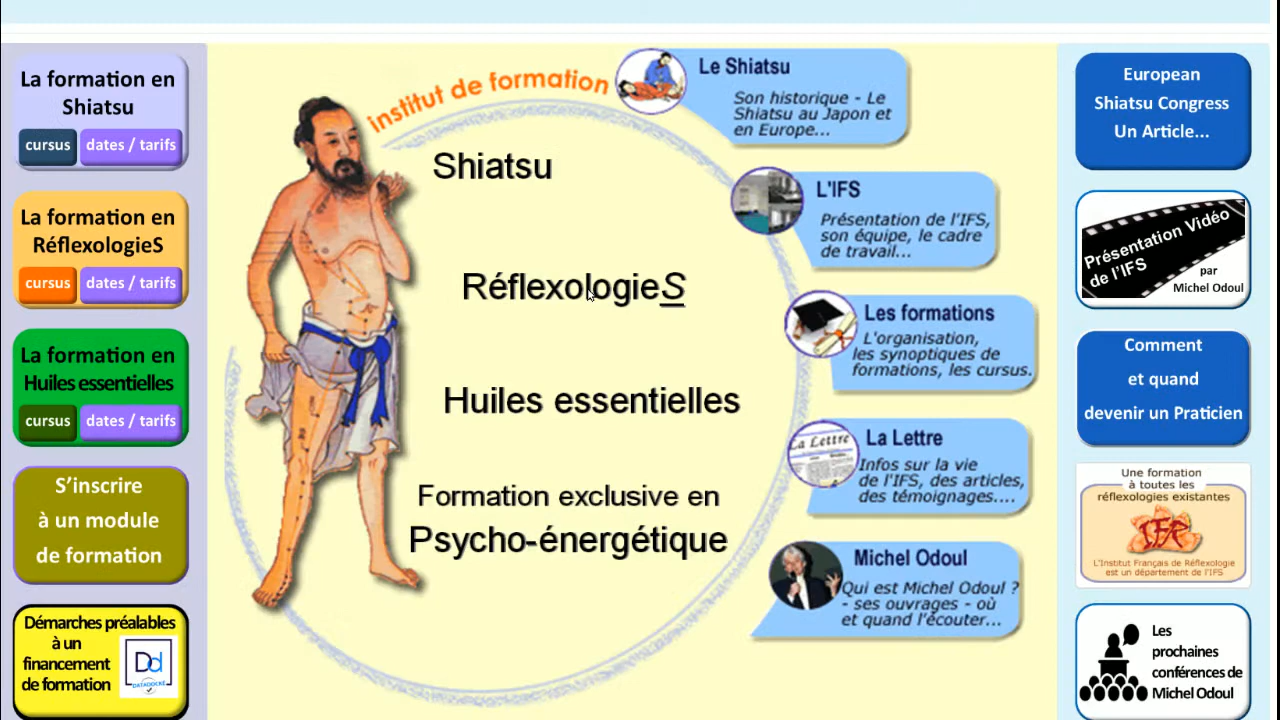 La formation en
Shiatsu
cursus
dates / tarifs
La formation en
RéflexologieS
cursus
dates / tarifs
La formation en
Huiles essentielles
cursus
dates / tarifs
S’inscrire
à un module
de formation
Démarches préalables
à un
financement
de formation
Dd
DATADOCKÉ
institut de formation
Shiatsu
RéflexologieS
Huiles essentielles
Formation exclusive en
Psycho-énergétique
Le Shiatsu
Son historique - Le
Shiatsu au Japon et
en Europe...
L'IFS
Présentation de l’IFS,
son équipe, le cadre
de travail...
Les formations
L'organisation,
les synoptiques de
formations, les cursus.
La Lettre
La Lettre
Infos sur la vie
de l'IFS, des articles,
des témoignages....
Michel Odoul
Qui est Michel Odoul ?
- ses ouvrages - où
et quand l'écouter...
European
Shiatsu Congress
Un Article...
Présentation Vidéo
de l’IFS
par
Michel Odoul
Comment
et quand
devenir un Praticien
Une formation
à toutes les
réflexologies existantes
IFR
L'Institut Français de Réflexologie
est un département de l'IFS
Les
prochaines
conférences de
Michel Odoul